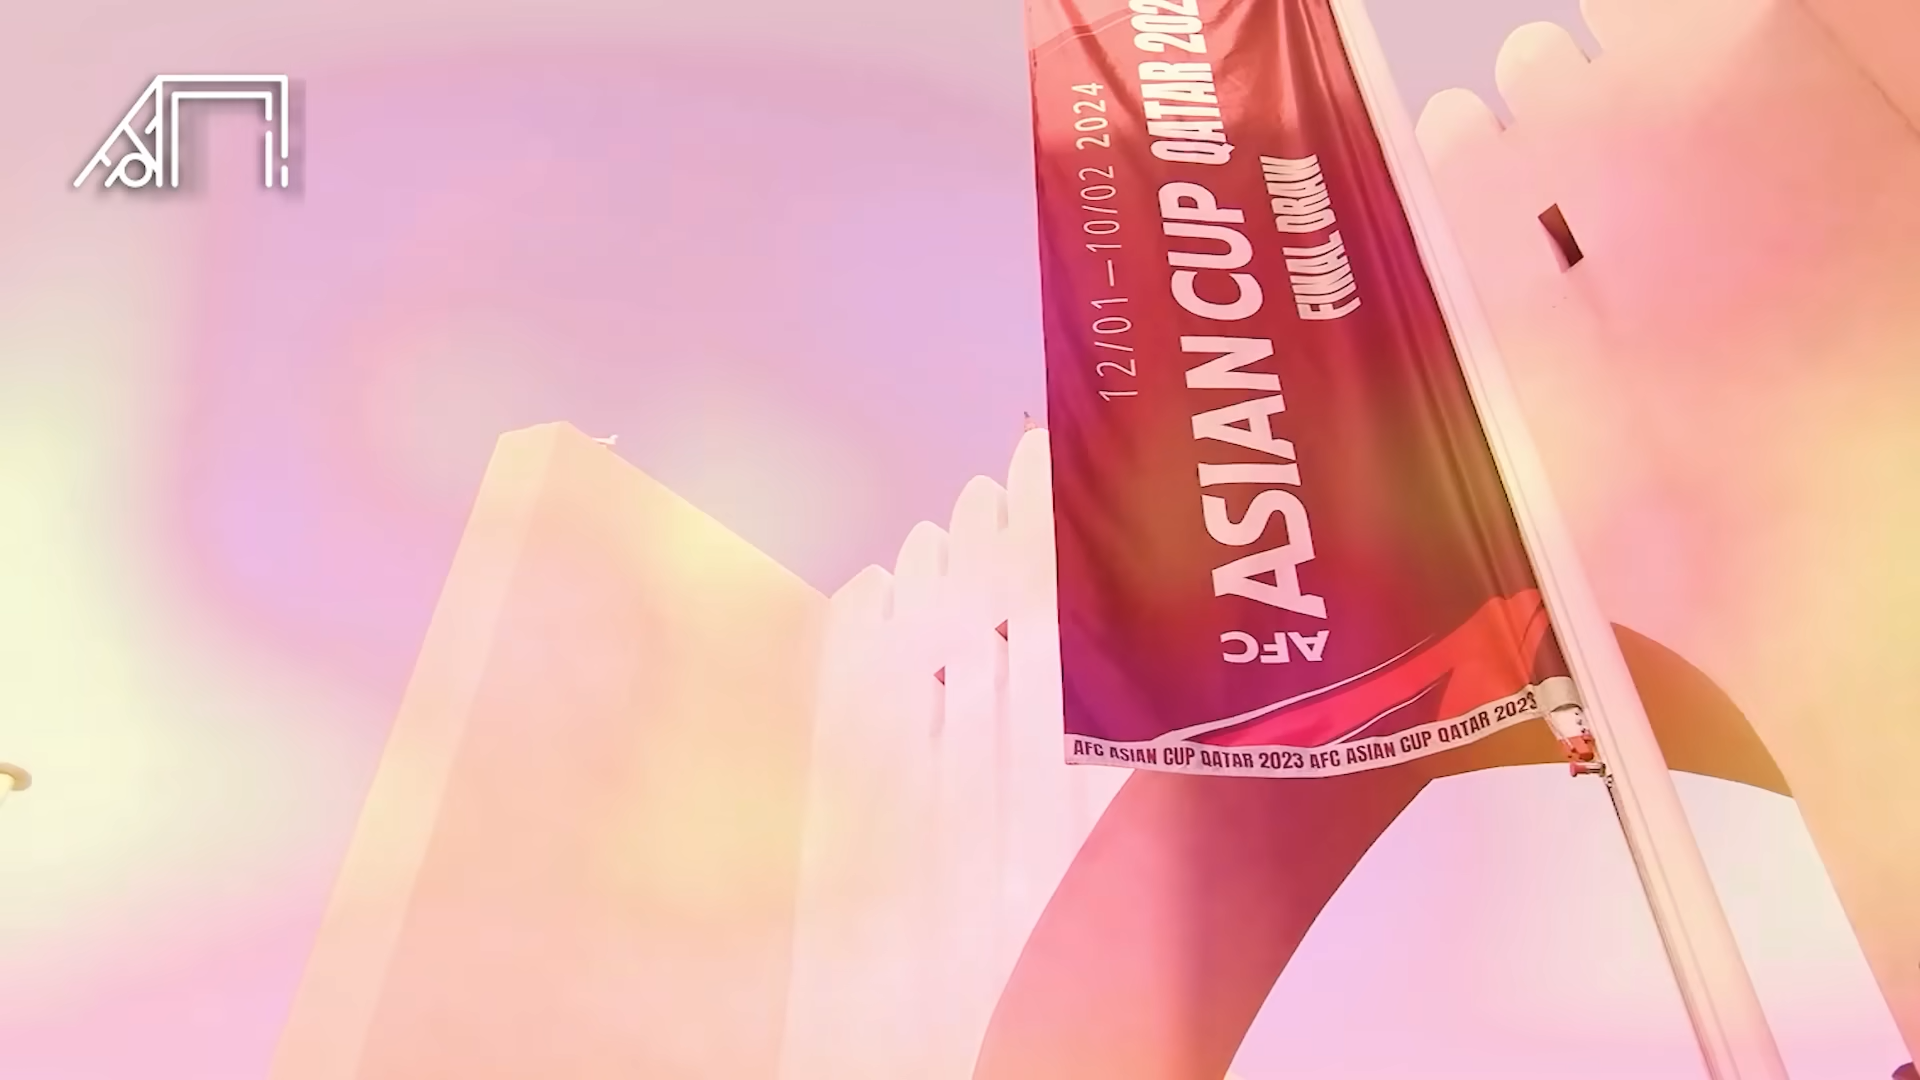 12/01–10/02 2024
AFC ASIAN CUP QATAR 202
FINAL DRAW
AFC ASIAN CUP QATAR 2023 AFC ASIAN CUP QATAR 2023